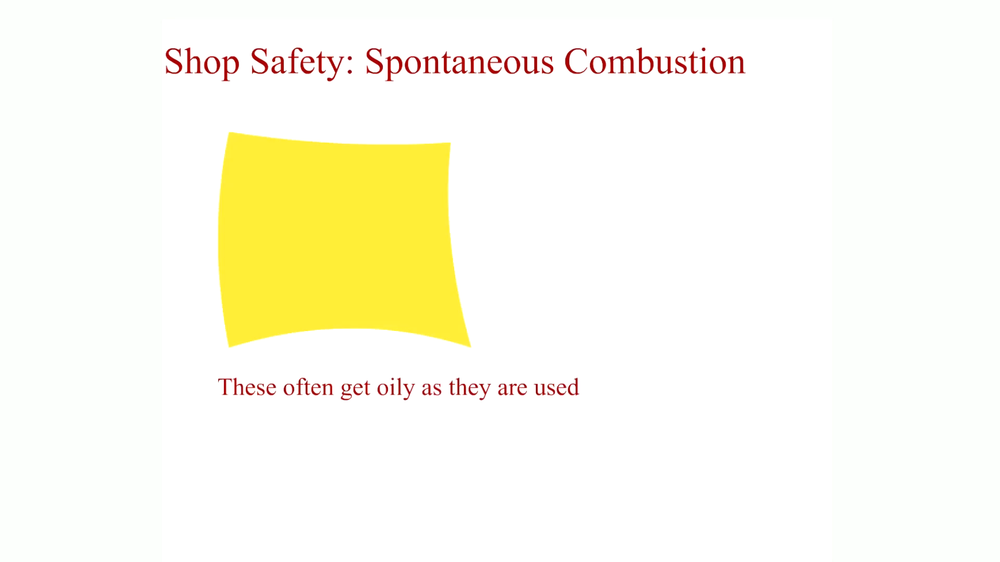 Shop Safety: Spontaneous Combustion
These often get oily as they are used